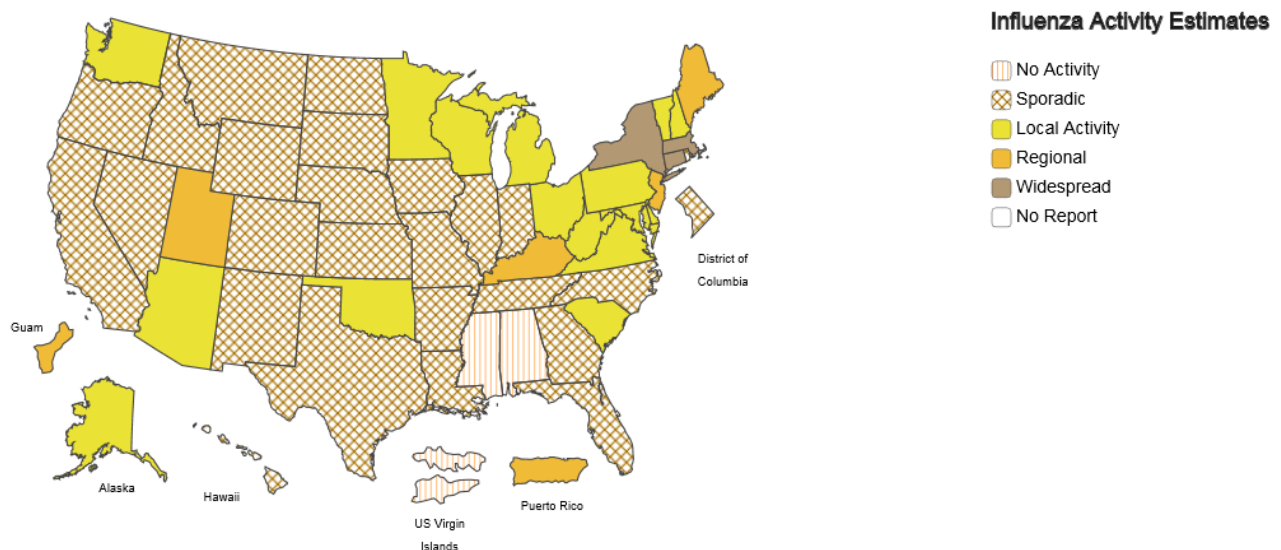 Influenza Activity Estimates
No Activity
Sporadic
Local Activity
Regional
Widespread
No Report
District of
Columbia
Guam
Alaska
Hawaii
US Virgin
Islands
Puerto Rico